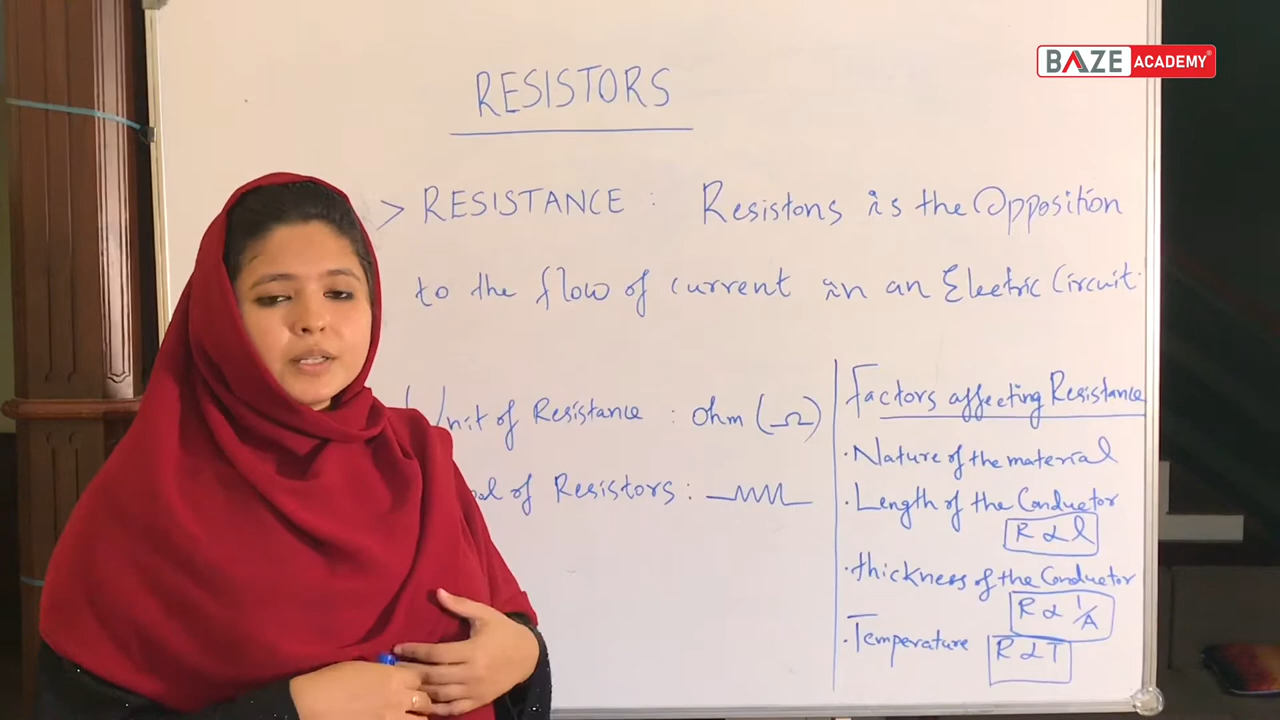 BAZE ACADEMY®
RESISTORS
> RESISTANCE : Resistons is the Opposition
to the flow of current in an Electric Circuit.
Unit of Resistance : Ohm (Ω)
of Resistors :
Factors affecting Resistance
· Nature of the material
· Length of the Conductor
R ∝ l
· thickness of the Conductor
R ∝ 1/A
· Temperature
R ∝ T